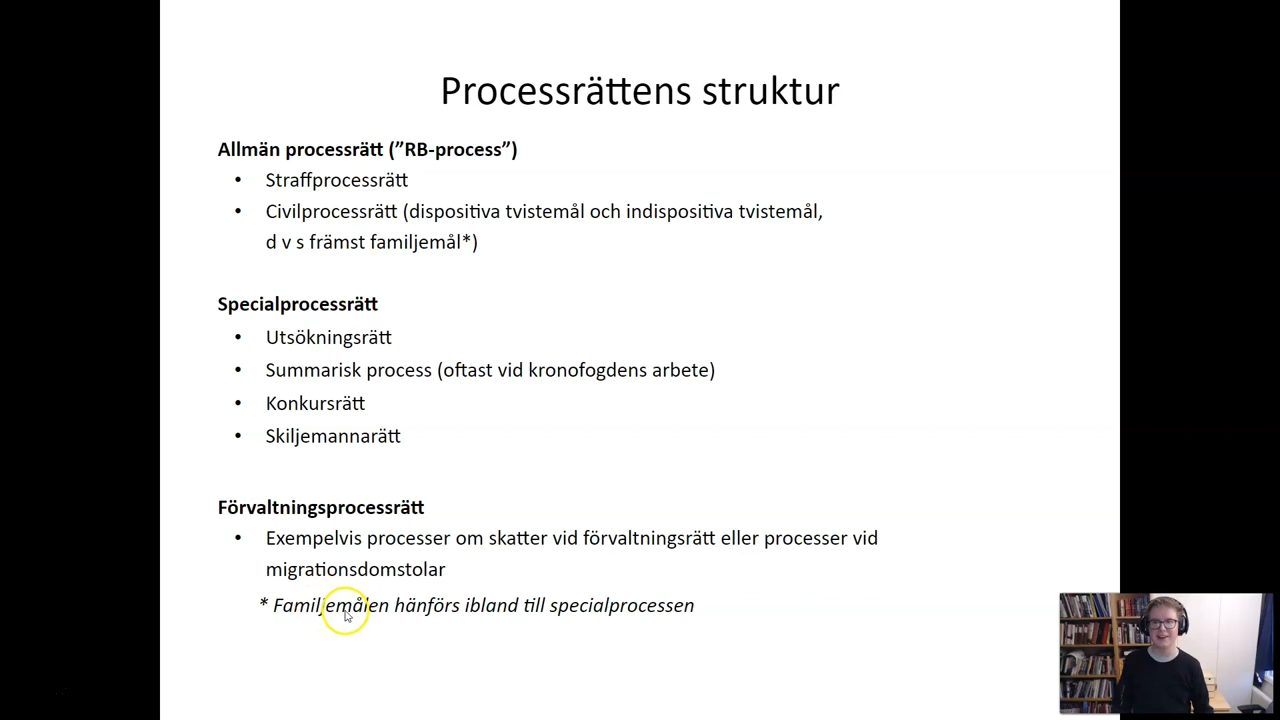 Processrättens struktur
Allmän processrätt (”RB-process”)
• Straffprocessrätt
• Civilprocessrätt (dispositiva tvistemål och indispositiva tvistemål,
d v s främst familjemål*)
Specialprocessrätt
• Utsökningsrätt
• Summarisk process (oftast vid kronofogdens arbete)
• Konkursrätt
• Skiljemannarätt
Förvaltningsprocessrätt
• Exempelvis processer om skatter vid förvaltningsrätt eller processer vid
migrationsdomstolar
* Familjemålen hänförs ibland till specialprocessen